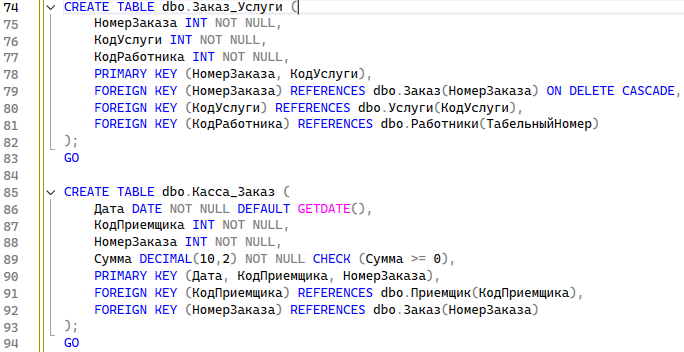 74 CREATE TABLE dbo.Заказ_Услуги (
75 НомерЗаказа INT NOT NULL,
76 КодУслуги INT NOT NULL,
77 КодРаботника INT NOT NULL,
78 PRIMARY KEY (НомерЗаказа, КодУслуги),
79 FOREIGN KEY (НомерЗаказа) REFERENCES dbo.Заказ(НомерЗаказа) ON DELETE CASCADE,
80 FOREIGN KEY (КодУслуги) REFERENCES dbo.Услуги(КодУслуги),
81 FOREIGN KEY (КодРаботника) REFERENCES dbo.Работники(ТабельныйНомер)
82 );
83 GO
84
85 CREATE TABLE dbo.Касса_Заказ (
86 Дата DATE NOT NULL DEFAULT GETDATE(),
87 КодПриемщика INT NOT NULL,
88 НомерЗаказа INT NOT NULL,
89 Сумма DECIMAL(10,2) NOT NULL CHECK (Сумма >= 0),
90 PRIMARY KEY (Дата, КодПриемщика, НомерЗаказа),
91 FOREIGN KEY (КодПриемщика) REFERENCES dbo.Приемщик(КодПриемщика),
92 FOREIGN KEY (НомерЗаказа) REFERENCES dbo.Заказ(НомерЗаказа)
93 );
94 GO